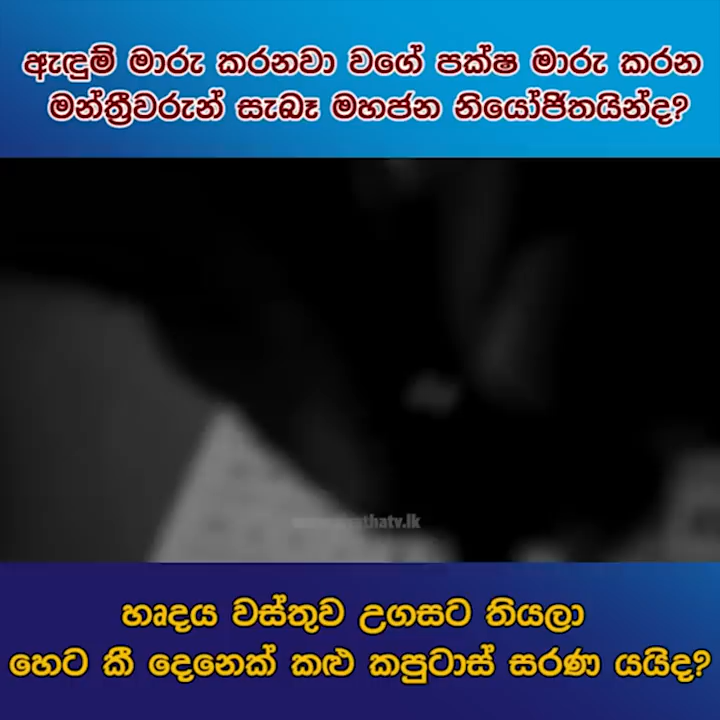 ඇඳුම් මාරු කරනවා වගේ පක්ෂ මාරු කරන
මන්ත්‍රීවරුන් සැබෑ මහජන නියෝජිතයින්ද?
හෘදය වස්තුව උගසට තියලා
හෙට කී දෙනෙක් කළු කපුටාස් සරණ යයිද?